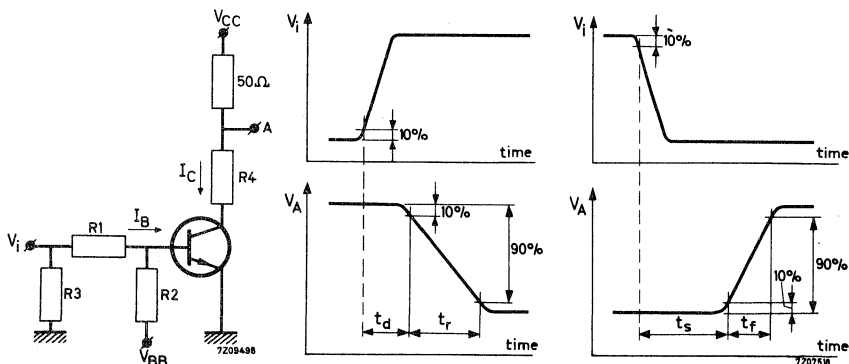 V_CC
50Ω
A
I_C
R4
I_B
V_i
R1
R3
R2
V_BB
7Z09498
V_i
10%
time
V_A
10%
90%
t_d
t_r
time
V_i
10%
time
V_A
10%
90%
t_s
t_f
time